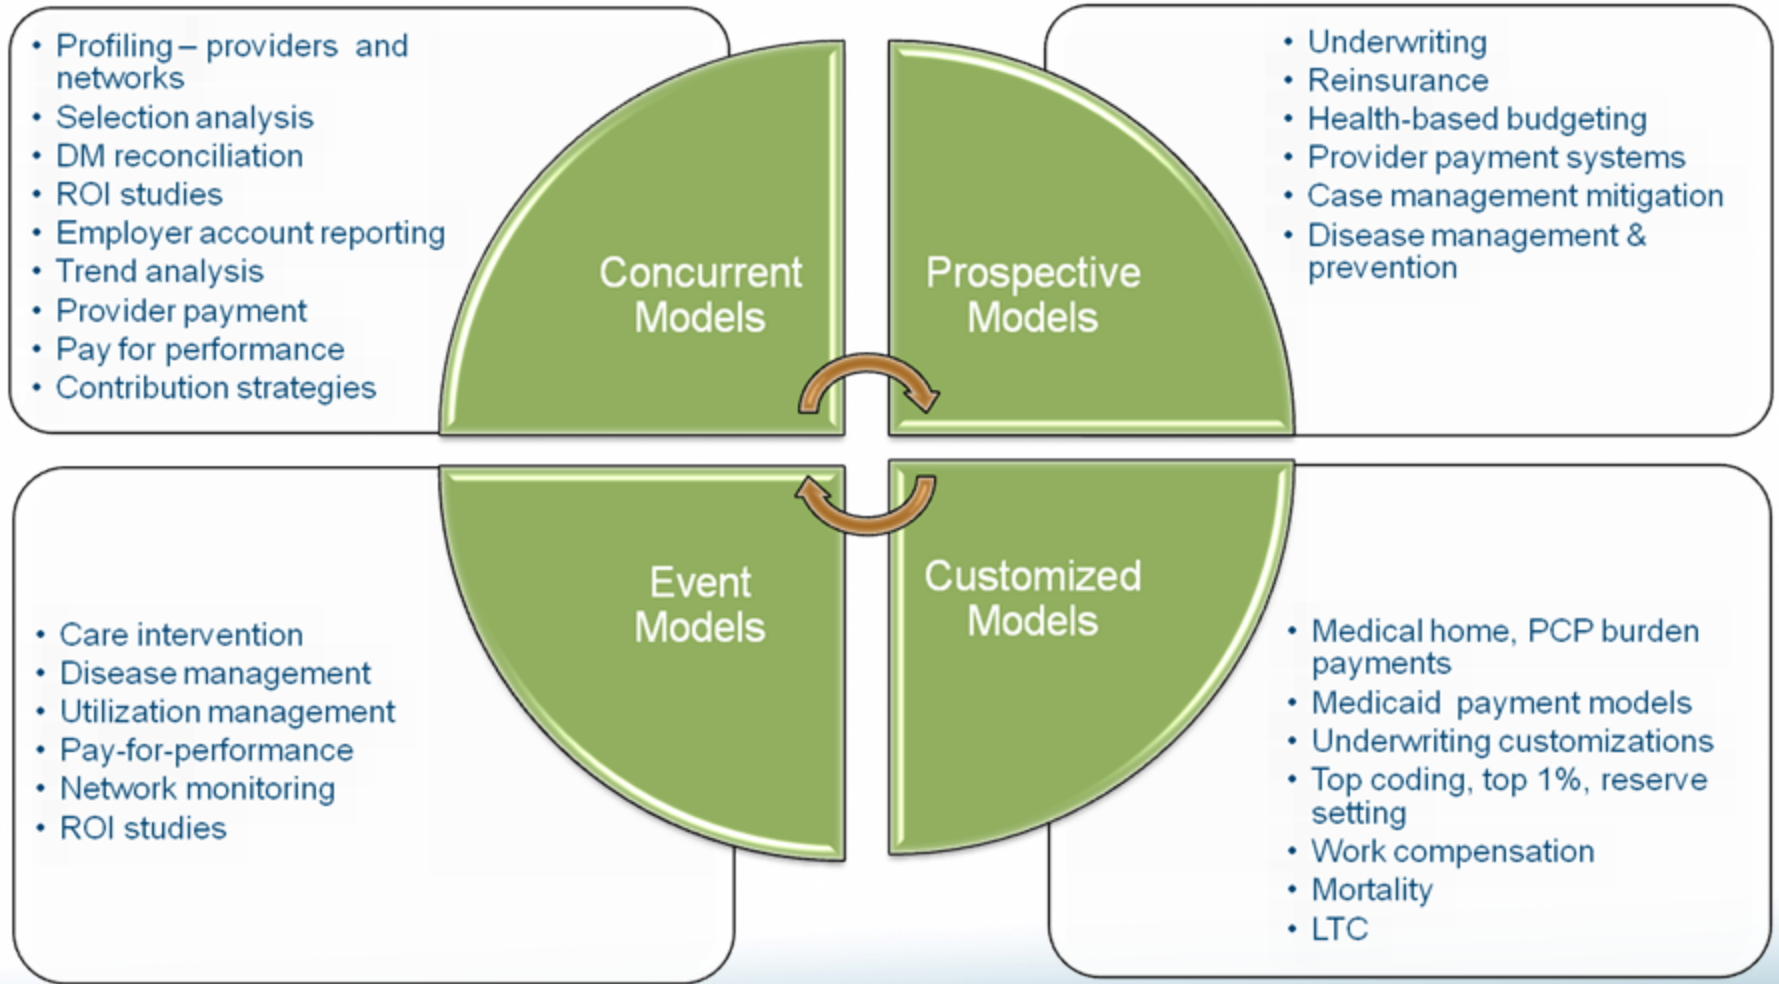 • Profiling – providers and
networks
• Selection analysis
• DM reconciliation
• ROI studies
• Employer account reporting
• Trend analysis
• Provider payment
• Pay for performance
• Contribution strategies
Concurrent
Models
Prospective
Models
• Underwriting
• Reinsurance
• Health-based budgeting
• Provider payment systems
• Case management mitigation
• Disease management &
prevention
• Care intervention
• Disease management
• Utilization management
• Pay-for-performance
• Network monitoring
• ROI studies
Event
Models
Customized
Models
• Medical home, PCP burden
payments
• Medicaid payment models
• Underwriting customizations
• Top coding, top 1%, reserve
setting
• Work compensation
• Mortality
• LTC